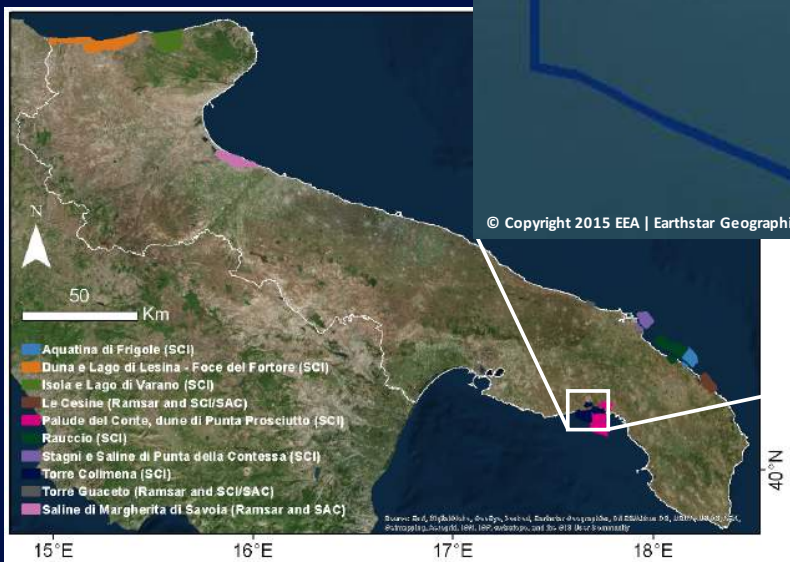 © Copyright 2015 EEA | Earthstar Geographi
N
50
Km
Aquatina di Frigole (SCI)
Duna e Lago di Lesina - Foce del Fortore (SCI)
Isola e Lago di Varano (SCI)
Le Cesine (Ramsar and SCI/SAC)
Palude del Conte, dune di Punta Prosciutto (SCI)
Rauccio (SCI)
Stagni e Saline di Punta della Contessa (SCI)
Torre Colimena (SCI)
Torre Guaceto (Ramsar and SCI/SAC)
Saline di Margherita di Savoia (Ramsar and SAC)
40°N
15°E 16°E 17°E 18°E